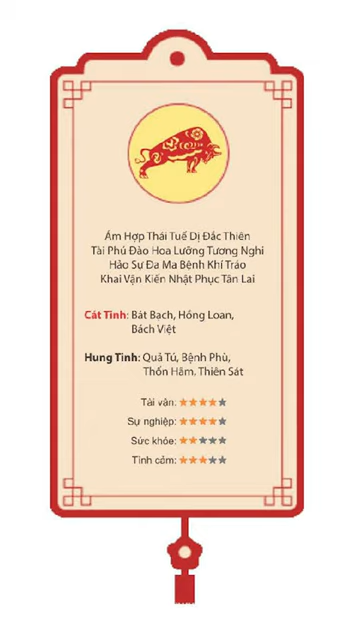 Ám Hợp Thái Tuế Dị Đắc Thiên
Tài Phú Đào Hoa Lưỡng Tương Nghi
Hảo Sự Đa Ma Bệnh Khí Tráo
Khai Vận Kiến Nhật Phục Tân Lai
Cát Tinh: Bát Bạch, Hồng Loan,
Bách Việt
Hung Tinh: Quả Tú, Bệnh Phù,
Thôn Hãm, Thiên Sát
Tài vận: ★★★★★
Sự nghiệp: ★★★★★
Sức khỏe: ★★★★★
Tình cảm: ★★★★★